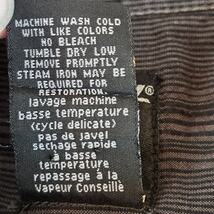 MACHINE WASH COLD
WITH LIKE COLORS
NO BLEACH
TUMBLE DRY LOW
REMOVE PROMPTLY
STEAM IRON MAY BE
REQUIRED FOR
RESTORATION.
lavage machine
basse temperature
(cycle delicate)
pas de javel
sechage rapide
à basse
temperature
repassage à la
Vapeur Conseille